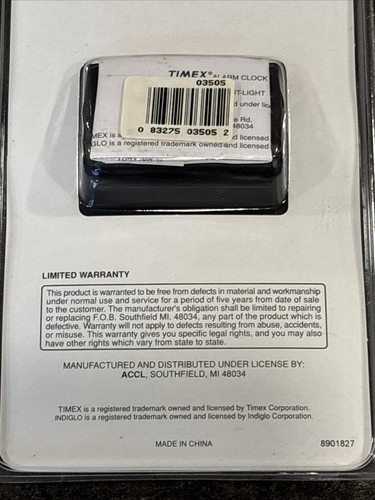 TIMEX® ALARM CLOCK
03505
T-LIGHT
d under
Rd.
48034
0 83275 03505 2
MEX is a
nd licensed
GLO is a registered trademark owned and licensed
LIMITED WARRANTY
This product is warranted to be free from defects in material and workmanship
under normal use and service for a period of five years from date of sale
to the customer. The manufacturer's obligation shall be limited to repairing
or replacing F.O.B. Southfield MI. 48034, any part of the product which is
defective. Warranty will not apply to defects resulting from abuse, accidents,
or misuse. This warranty gives you specific legal rights, and you may also
have other rights which vary from state to state.
MANUFACTURED AND DISTRIBUTED UNDER LICENSE BY:
ACCL, SOUTHFIELD, MI 48034
TIMEX is a registered trademark owned and licensed by Timex Corporation.
INDIGLO is a registered trademark owned and licensed by Indiglo Corporation.
MADE IN CHINA
8901827